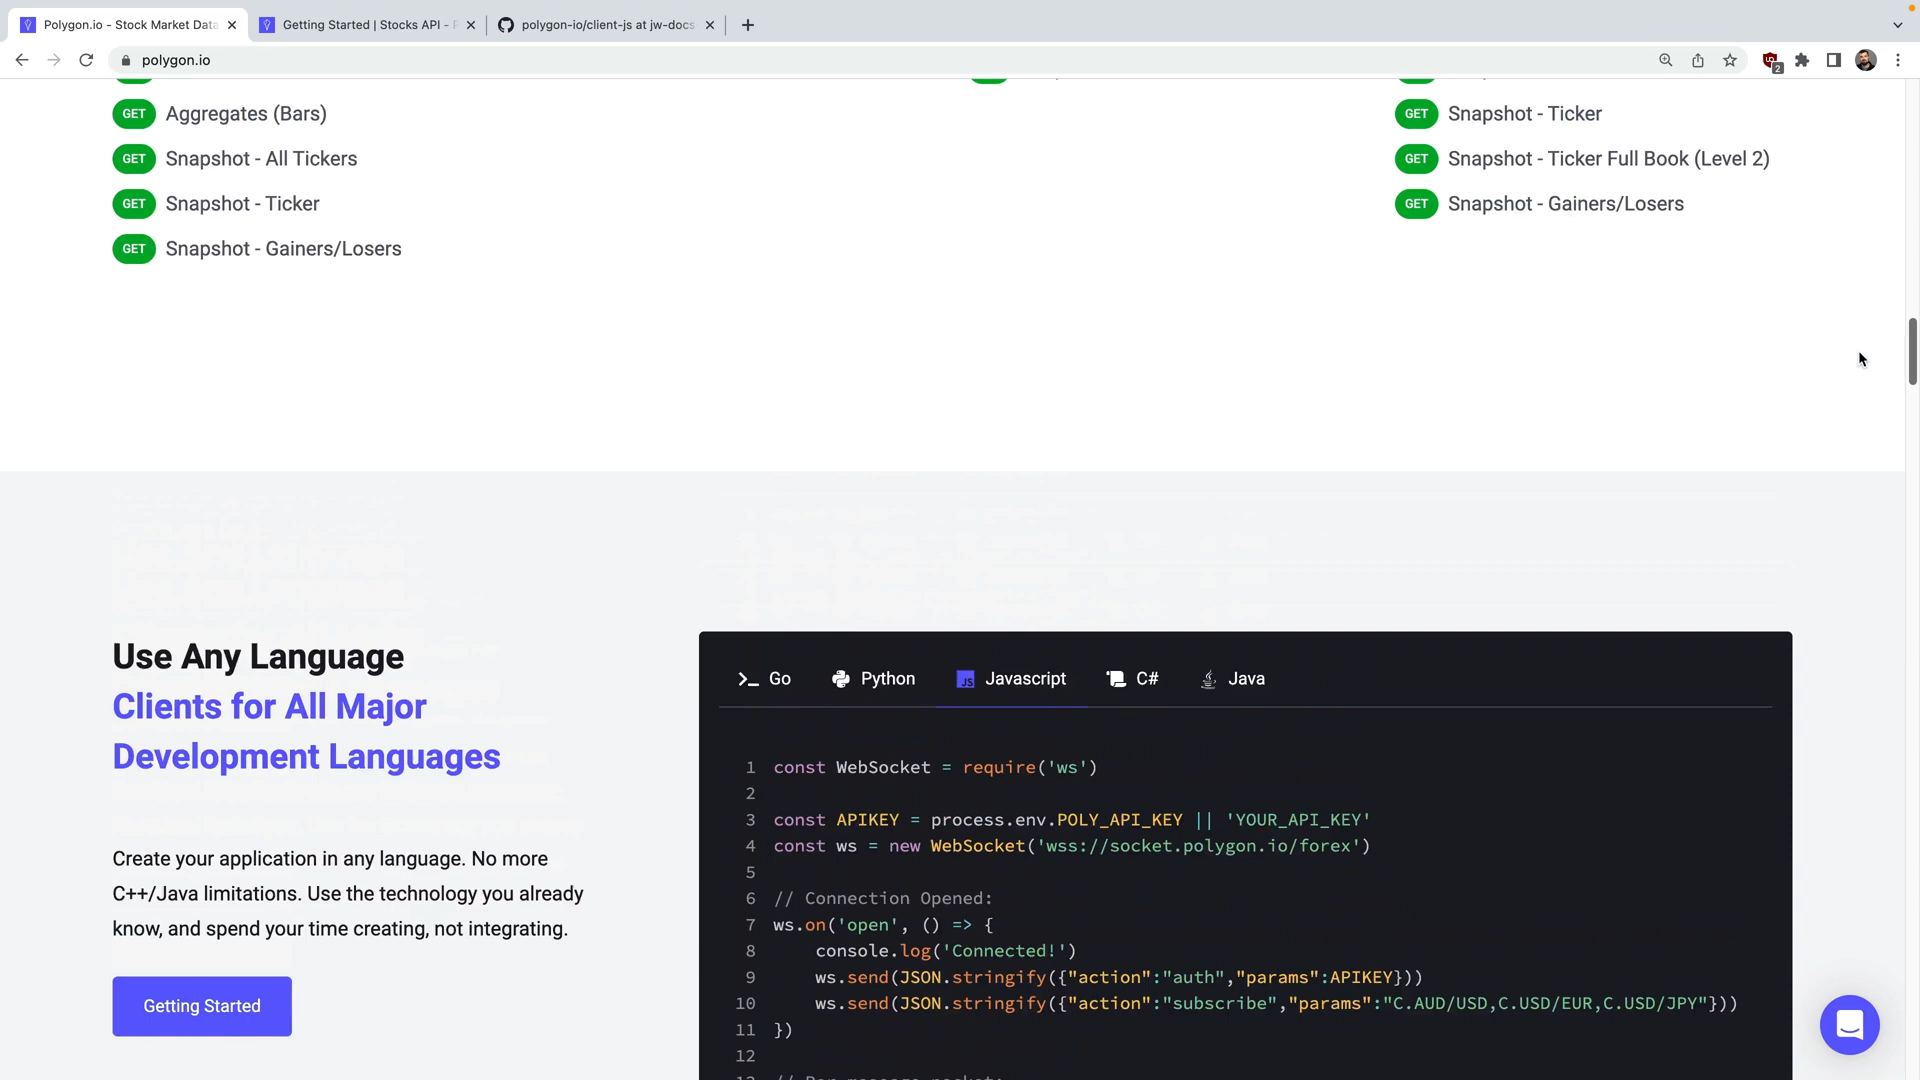 Polygon.io - Stock Market Data
Getting Started | Stocks API -
polygon-io/client-js at jw-docs
polygon.io
2
GET Aggregates (Bars)
GET Snapshot - All Tickers
GET Snapshot - Ticker
GET Snapshot - Gainers/Losers
GET Snapshot - Ticker
GET Snapshot - Ticker Full Book (Level 2)
GET Snapshot - Gainers/Losers
Use Any Language
Clients for All Major
Development Languages
Create your application in any language. No more
C++/Java limitations. Use the technology you already
know, and spend your time creating, not integrating.
Getting Started
Go Python JS Javascript C# Java
1 const WebSocket = require('ws')
2
3 const APIKEY = process.env.POLY_API_KEY || 'YOUR_API_KEY'
4 const ws = new WebSocket('wss://socket.polygon.io/forex')
5
6 // Connection Opened:
7 ws.on('open', () => {
8 console.log('Connected!')
9 ws.send(JSON.stringify({"action":"auth","params":APIKEY}))
10 ws.send(JSON.stringify({"action":"subscribe","params":"C.AUD/USD,C.USD/EUR,C.USD/JPY"}))
11 })
12